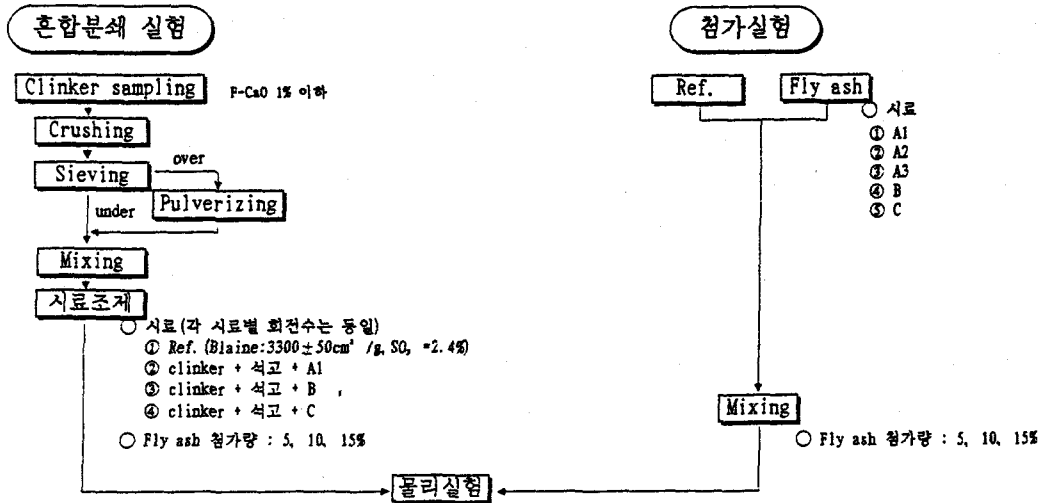 혼합분쇄 실험
Clinker sampling
F-CaO 1% 이하
Crushing
Sieving
over
under
Pulverizing
Mixing
시료조제
○ 시료(각 시료별 회전수는 동일)
① Ref. (Blaine:3300±50cm² /g, SO₃ =2.4%)
② clinker + 석고 + A1
③ clinker + 석고 + B
④ clinker + 석고 + C
○ Fly ash 첨가량 : 5, 10, 15%
첨가실험
Ref.
Fly ash
○ 시료
① A1
② A2
③ A3
④ B
⑤ C
Mixing
○ Fly ash 첨가량 : 5, 10, 15%
물리실험